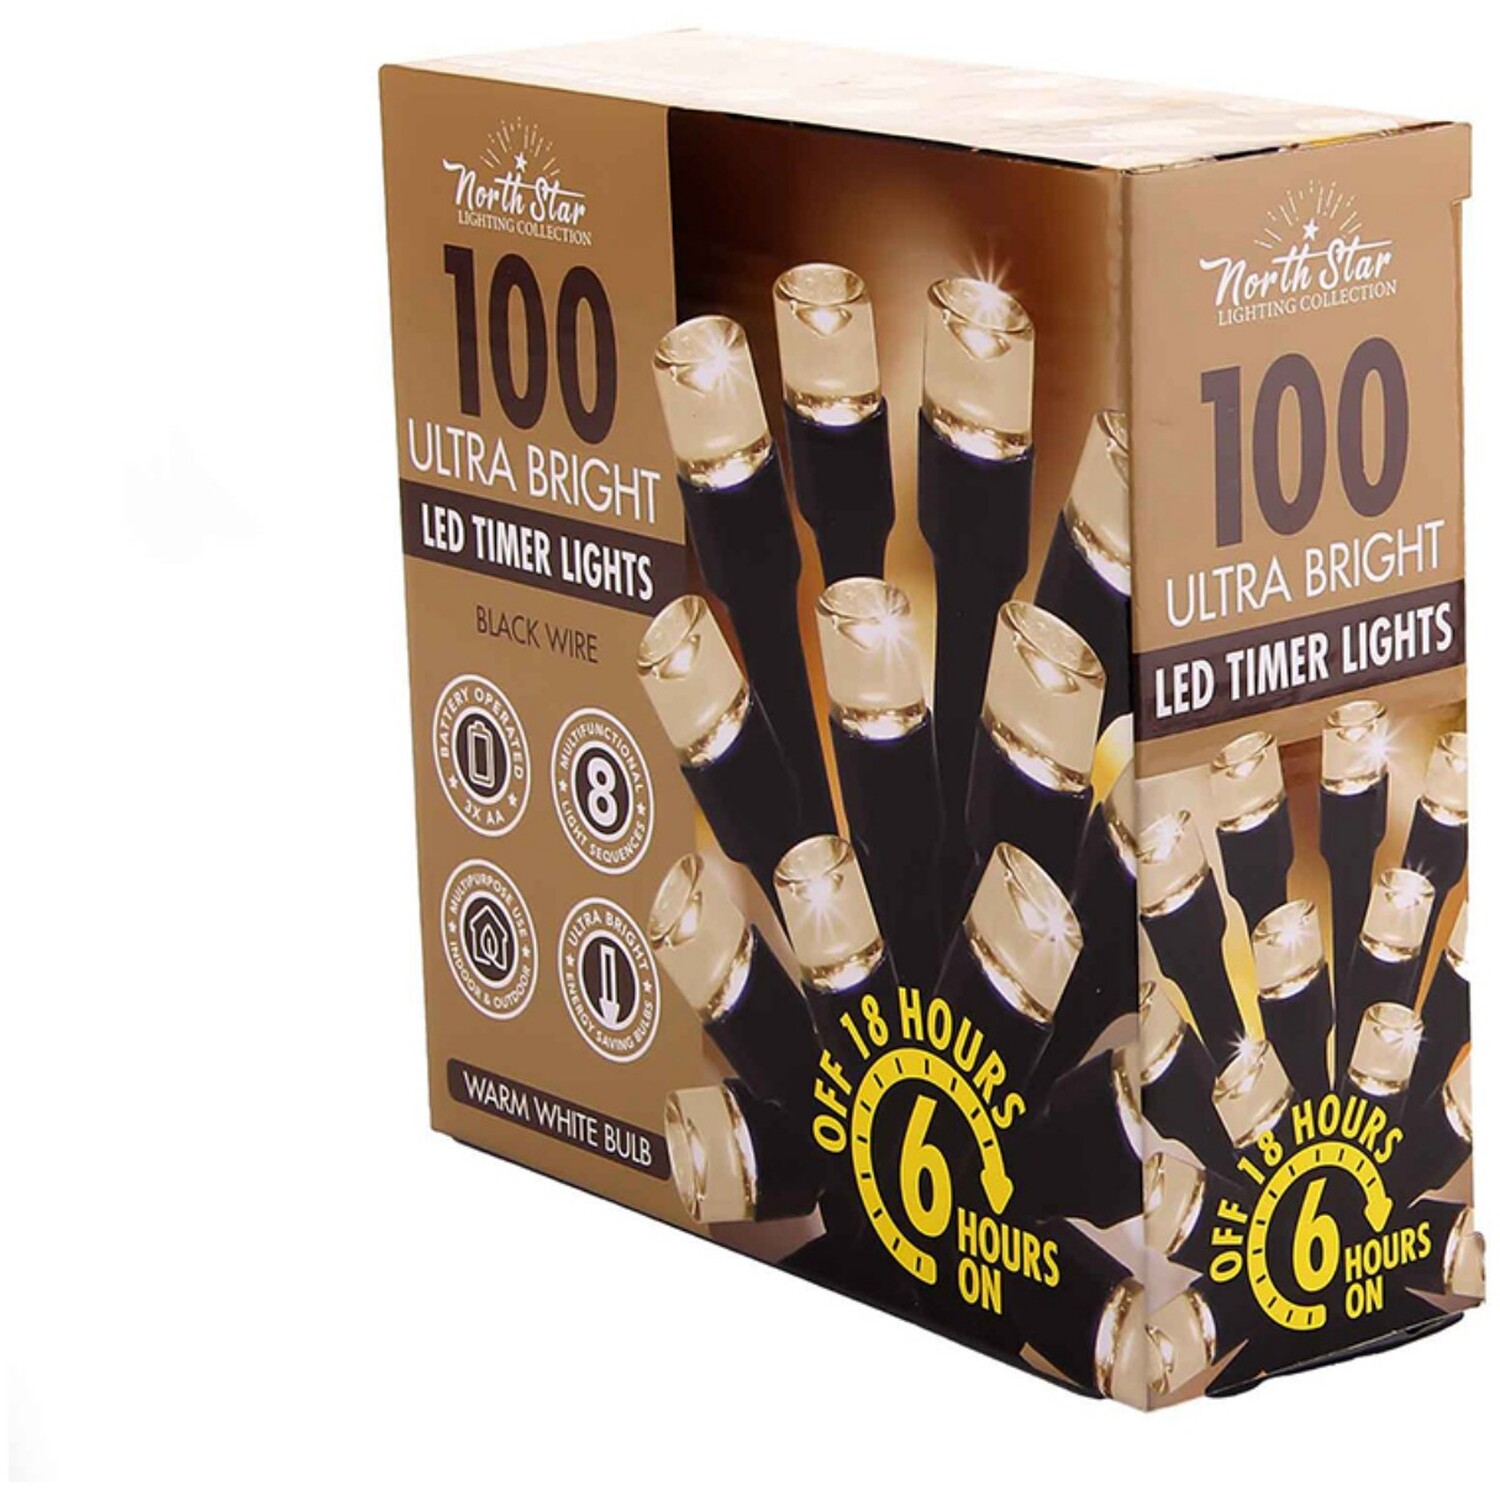 North Star
LIGHTING COLLECTION
100
ULTRA BRIGHT
LED TIMER LIGHTS
BLACK WIRE
BATTERY OPERATED
3X AA
MULTIFUNCTIONAL
8
LIGHT SEQUENCES
MULTIPURPOSE USE
INDOOR & OUTDOOR
ULTRA BRIGHT
ENERGY SAVING BULBS
WARM WHITE BULB
OFF 18 HOURS
6
HOURS
ON
North Star
LIGHTING COLLECTION
100
ULTRA BRIGHT
LED TIMER LIGHTS
OFF 18 HOURS
6
HOURS
ON